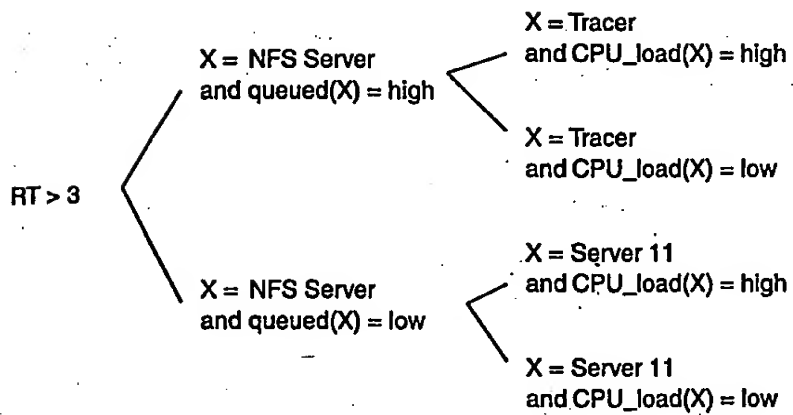 RT > 3
X = NFS Server
and queued(X) = high
X = NFS Server
and queued(X) = low
X = Tracer
and CPU_load(X) = high
X = Tracer
and CPU_load(X) = low
X = Server 11
and CPU_load(X) = high
X = Server 11
and CPU_load(X) = low